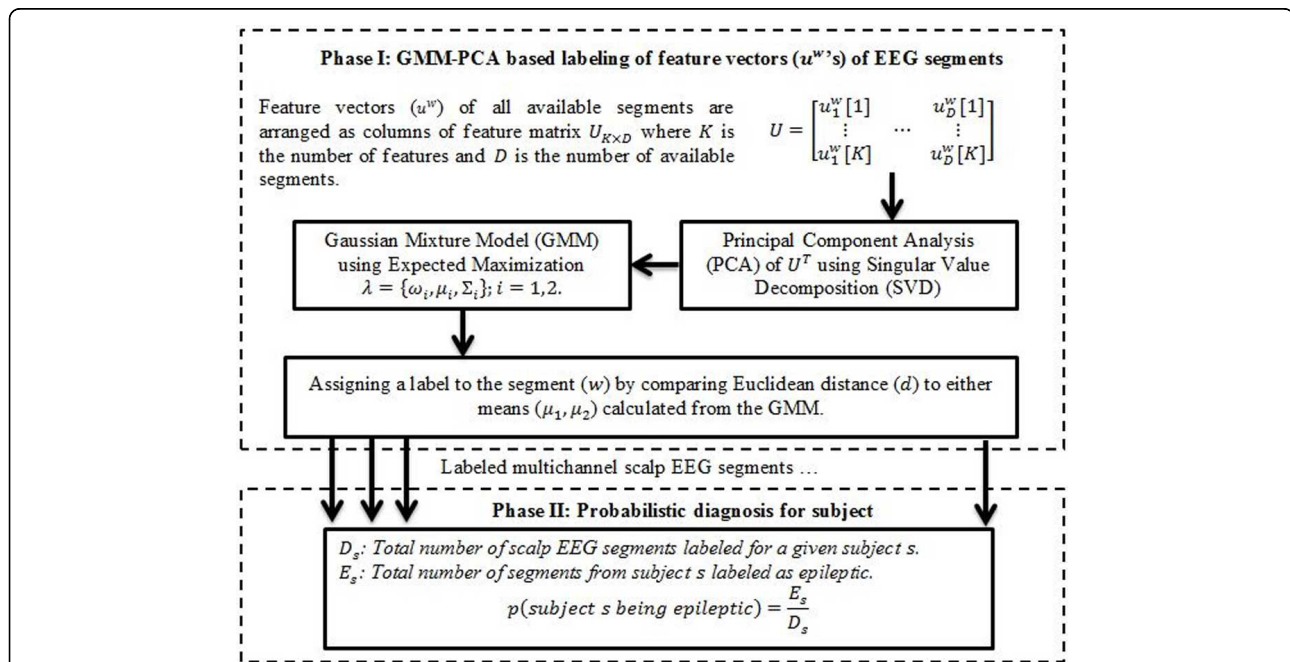 Phase I: GMM-PCA based labeling of feature vectors (u^w's) of EEG segments
Feature vectors (u^w) of all available segments are
arranged as columns of feature matrix U_{K×D} where K is
the number of features and D is the number of available
segments.
U = [u_1^w[1] ⋯ u_D^w[1]
⋮ ⋮
u_1^w[K] u_D^w[K]]
Gaussian Mixture Model (GMM)
using Expected Maximization
λ = {ω_i, μ_i, Σ_i}; i = 1,2.
Principal Component Analysis
(PCA) of U^T using Singular Value
Decomposition (SVD)
Assigning a label to the segment (w) by comparing Euclidean distance (d) to either
means (μ_1, μ_2) calculated from the GMM.
Labeled multichannel scalp EEG segments …
Phase II: Probabilistic diagnosis for subject
D_s: Total number of scalp EEG segments labeled for a given subject s.
E_s: Total number of segments from subject s labeled as epileptic.
p(subject s being epileptic) = E_s / D_s